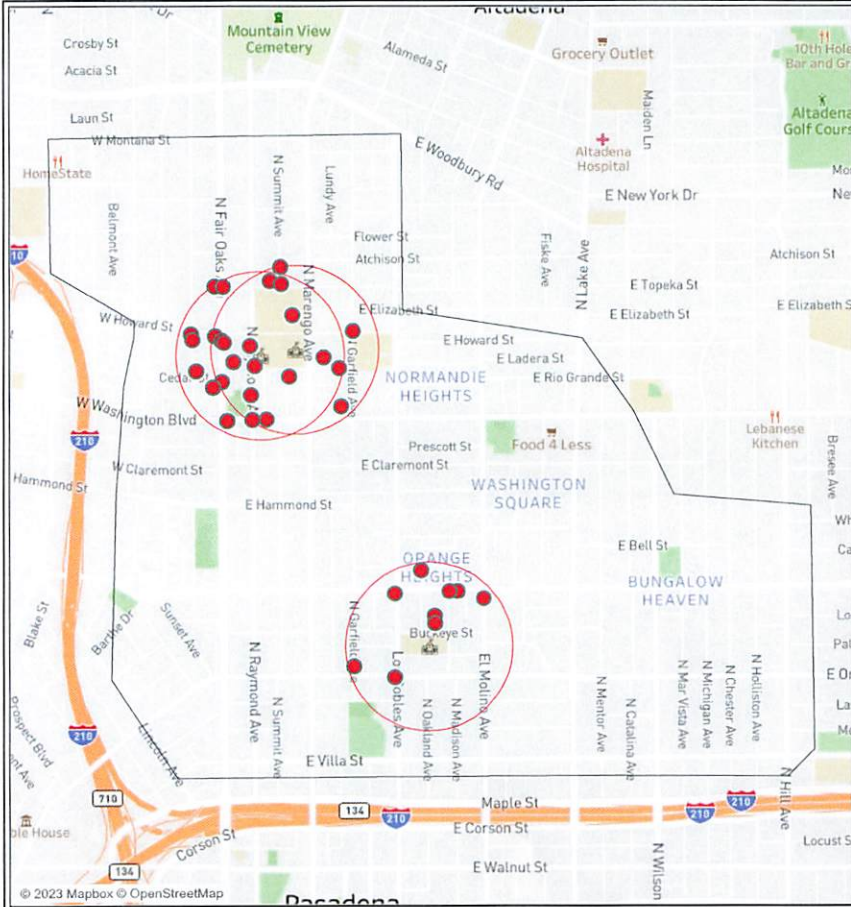 Altadena
Crosby St
Mountain View
Cemetery
Alameda St
Grocery Outlet
10th Hole
Bar and Gr
Acacia St
Maiden Ln
Altadena
Golf Cours
Laun St
W Montana St
E Woodbury Rd
Altadena
Hospital
HomeState
N Summit Ave
Lundy Ave
E New York Dr
Belmont Ave
N Fair Oaks
Flower St
Atchison St
Fiske Ave
N Lake Ave
Atchison St
E Topeka St
N Marengo Ave
E Elizabeth St
E Elizabeth St
E Elizabeth St
W Howard St
E Howard St
E Ladera St
N Garfield Ave
E Rio Grande St
NORMANDIE
HEIGHTS
W Washington Blvd
210
Prescott St
Food 4 Less
Lebanese
Kitchen
W Claremont St
E Claremont St
Bresee Ave
Hammond St
WASHINGTON
SQUARE
E Hammond St
E Bell St
ORANGE
HEIGHTS
BUNGALOW
HEAVEN
Blake St
Barthe Dr
Sunset Ave
Buckeye St
N Raymond Ave
N Summit Ave
Los Robles Ave
N Oakland Ave
N Madison Ave
El Molino Ave
N Mentor Ave
N Catalina Ave
N Mar Vista Ave
N Michigan Ave
N Chester Ave
N Holliston Ave
Prospect Blvd
210
Lincoln Ave
E Villa St
N Hill Ave
710
134
210
210
210
Maple St
E Corson St
Corson St
Locust S
134
E Walnut St
N Wilson
Pasadena
© 2023 Mapbox © OpenStreetMap